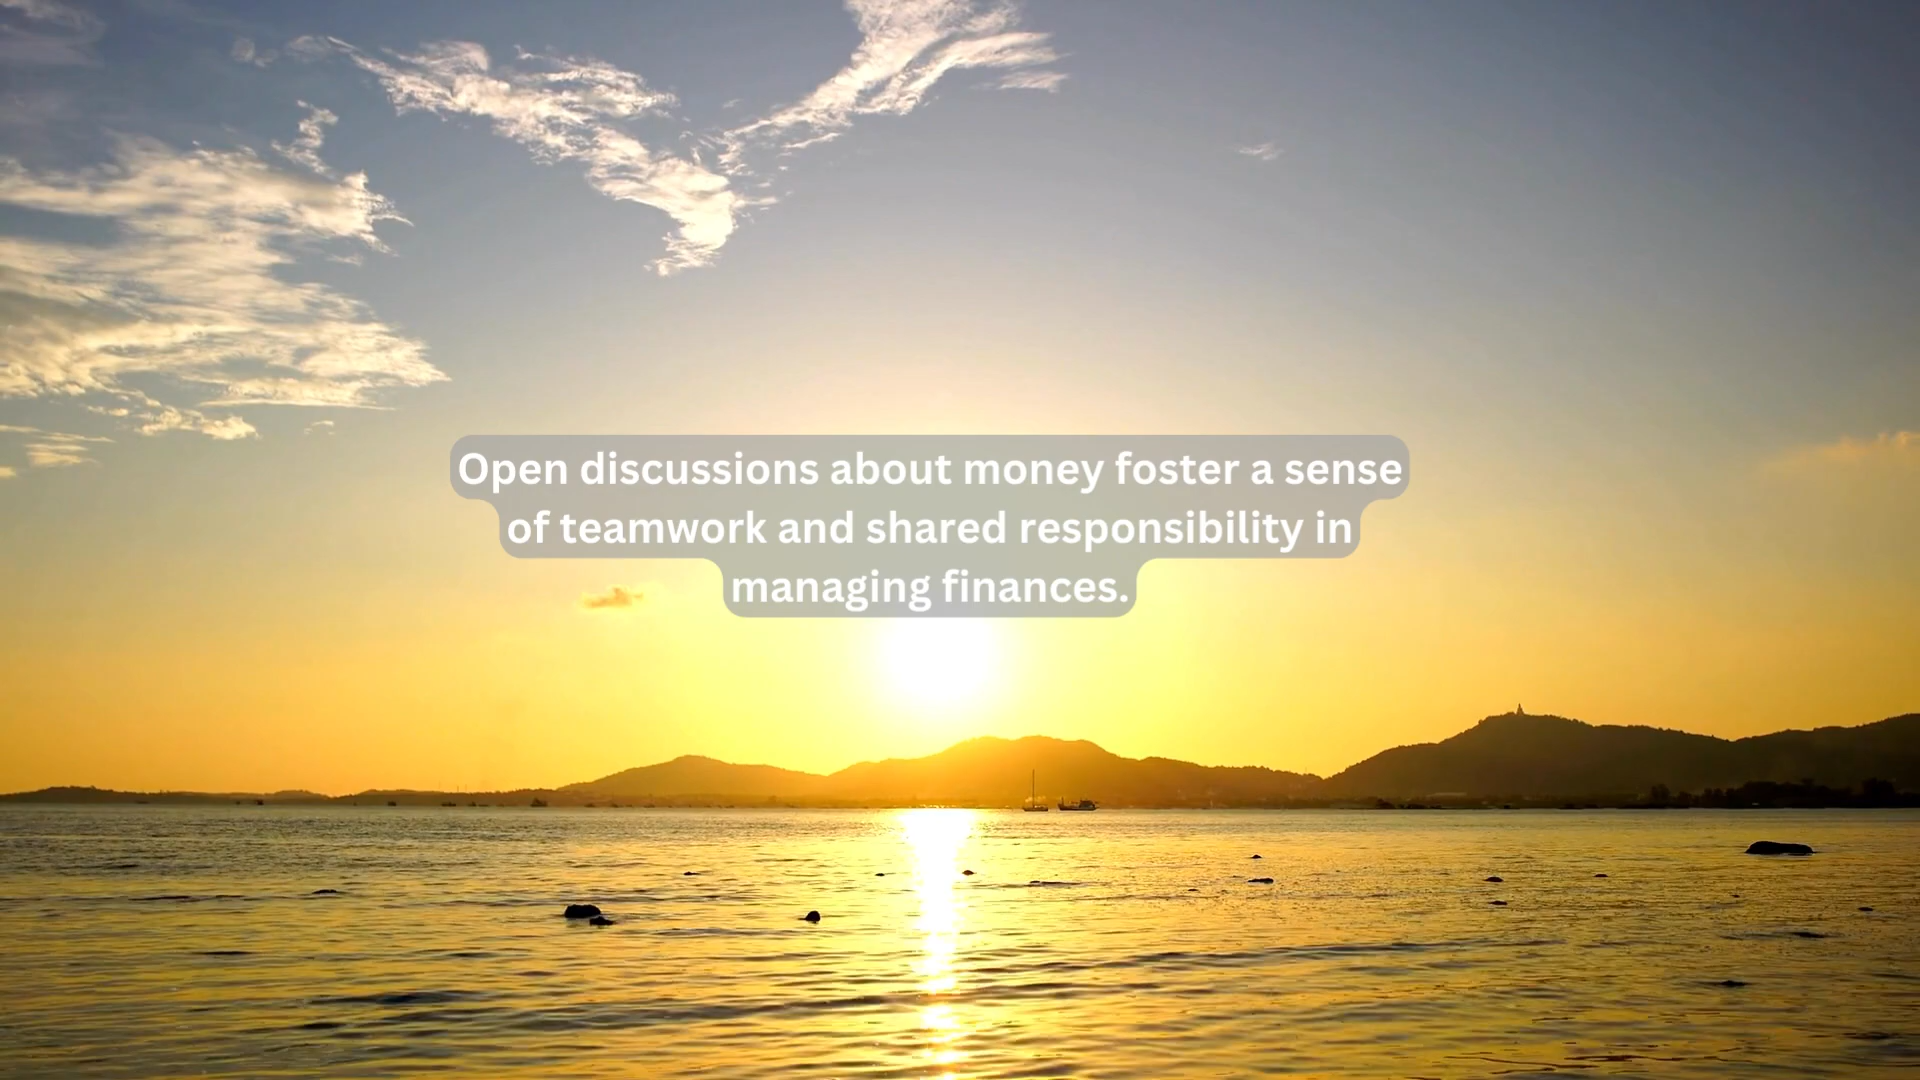 Open discussions about money foster a sense
of teamwork and shared responsibility in
managing finances.